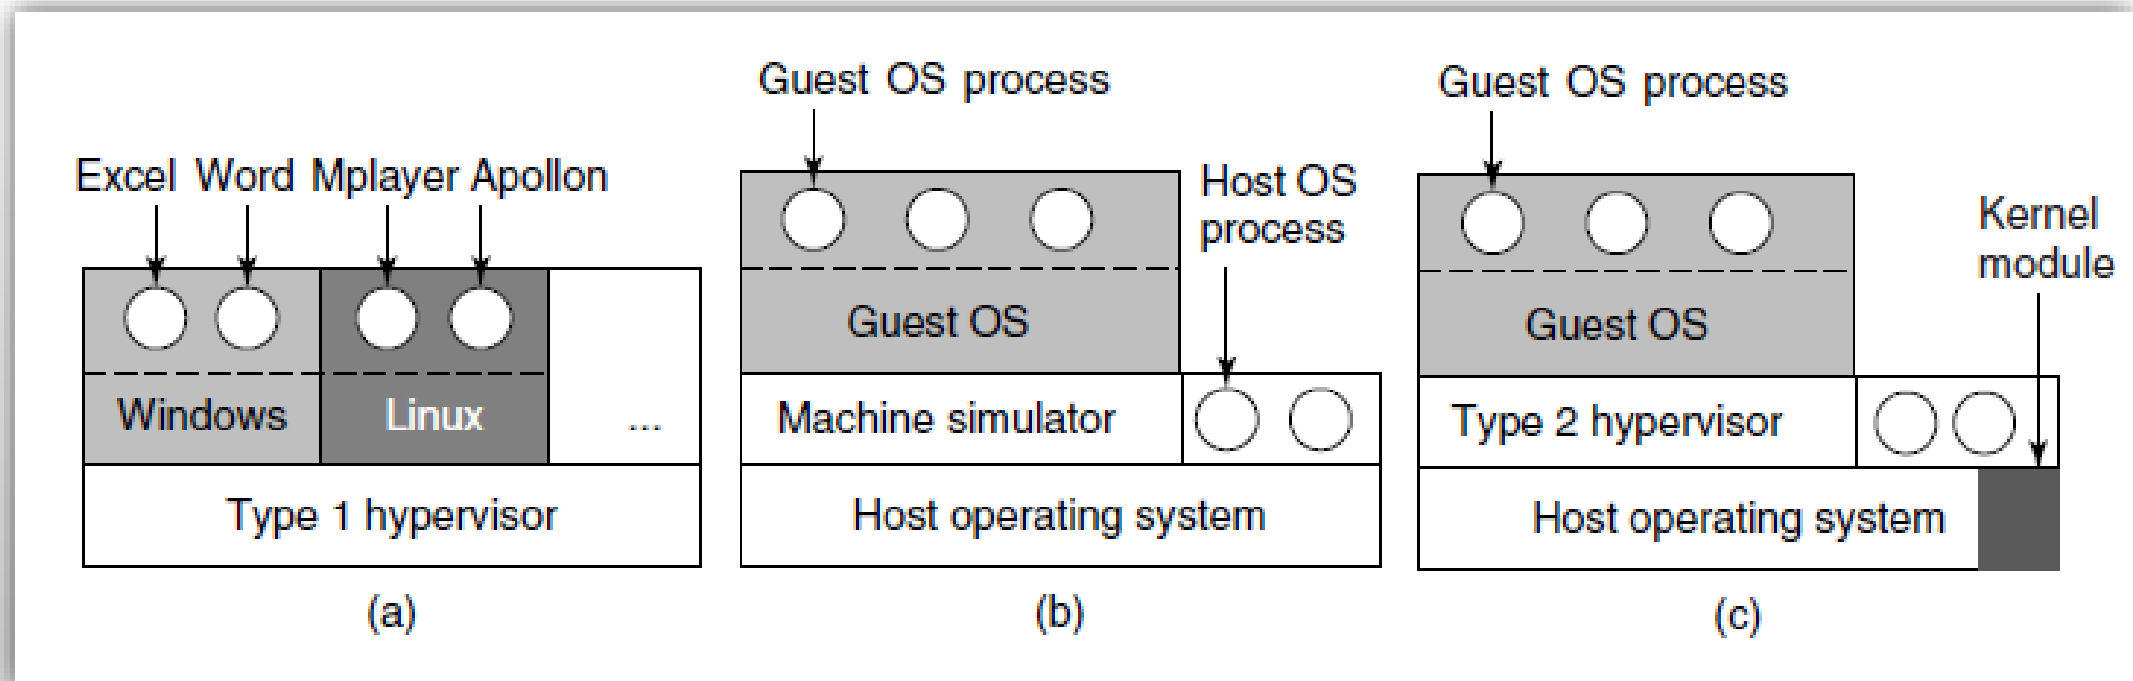 Excel Word Mplayer Apollon
Windows
Linux
...
Type 1 hypervisor
(a)
Guest OS process
Host OS
process
Guest OS
Machine simulator
Host operating system
(b)
Guest OS process
Kernel
module
Guest OS
Type 2 hypervisor
Host operating system
(c)